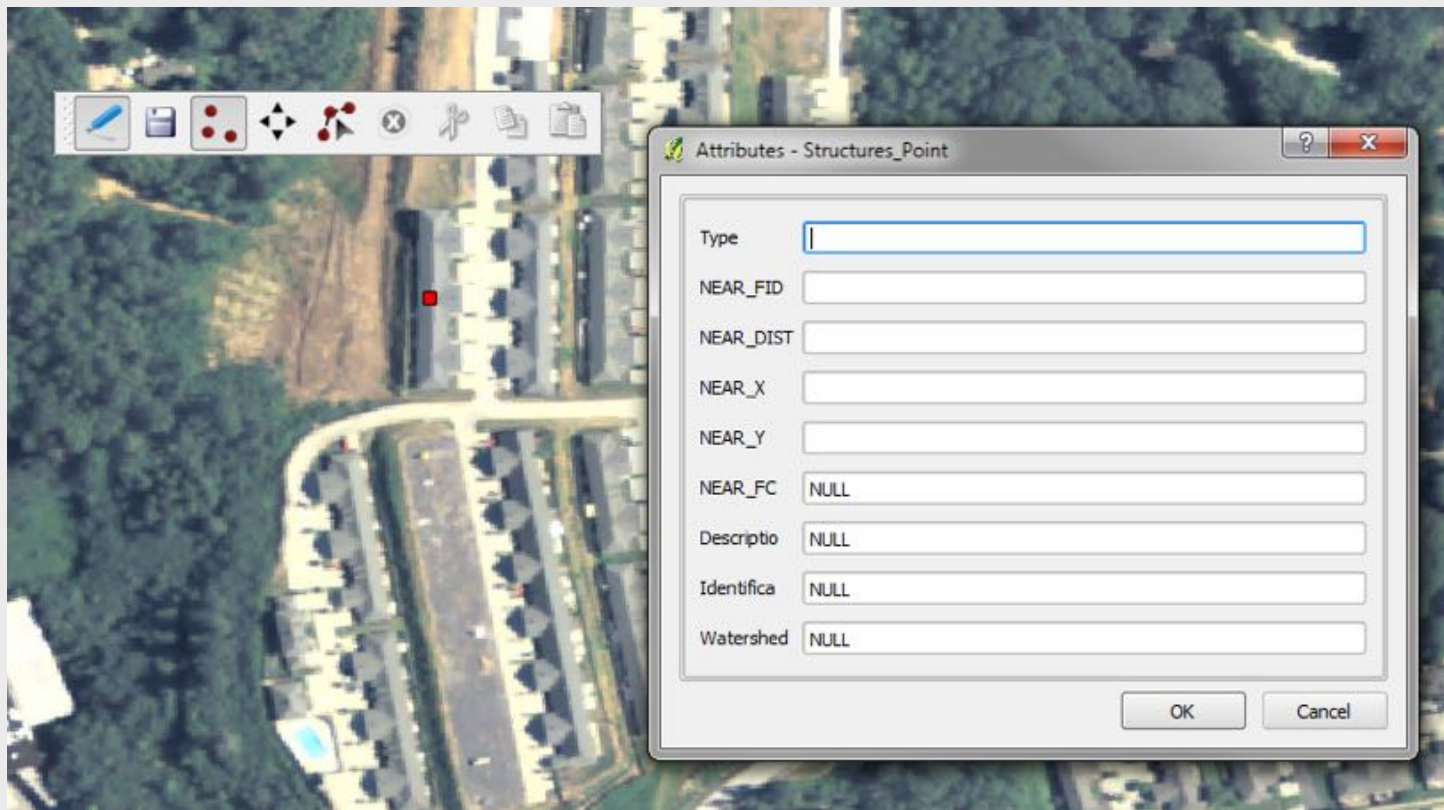 Attributes - Structures_Point
Type
NEAR_FID
NEAR_DIST
NEAR_X
NEAR_Y
NEAR_FC NULL
Descriptio NULL
Identifica NULL
Watershed NULL
OK Cancel